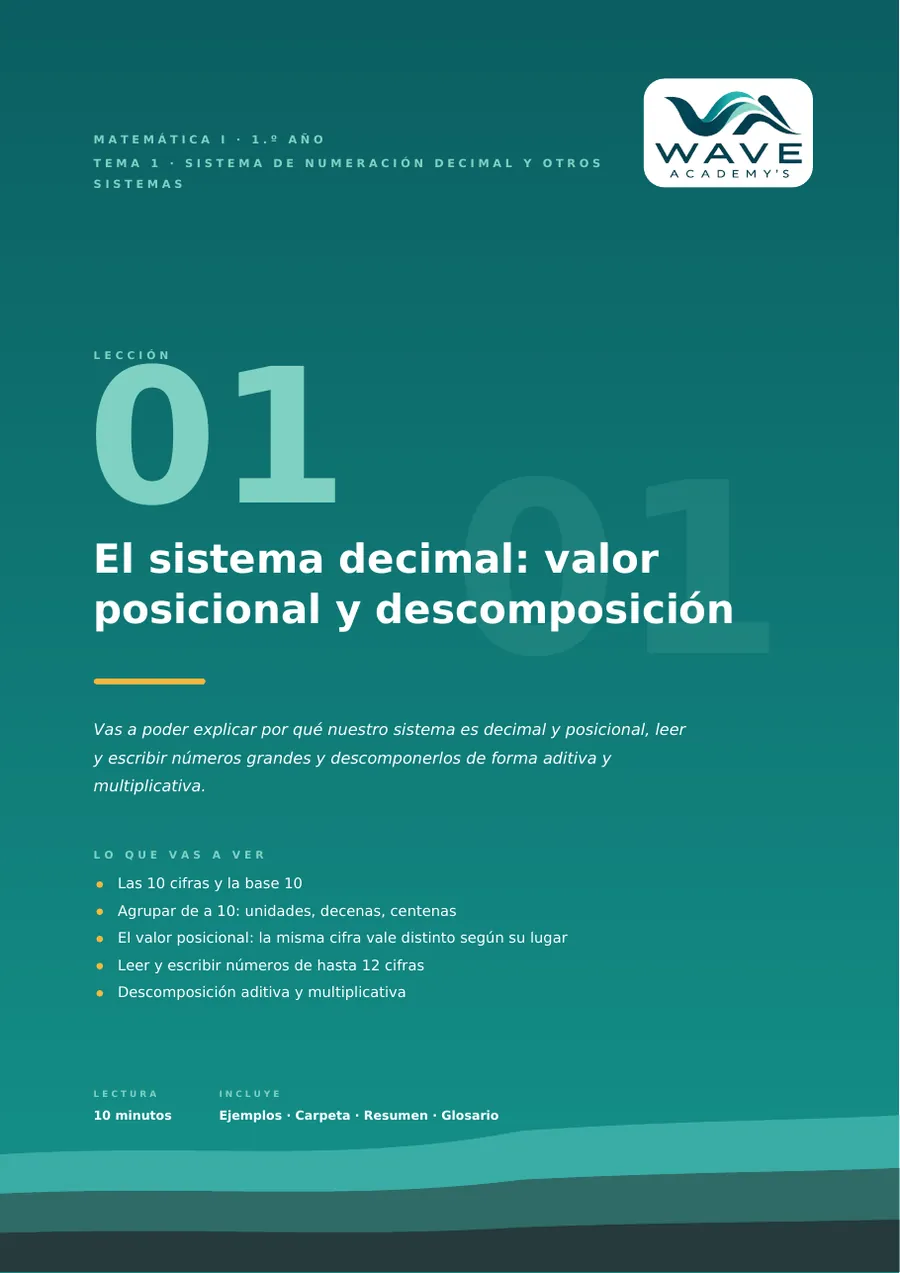 MATEMÁTICA I · 1.º AÑO
TEMA 1 · SISTEMA DE NUMERACIÓN DECIMAL Y OTROS
SISTEMAS
WAVE
ACADEMY'S
LECCIÓN
01
01
El sistema decimal: valor
posicional y descomposición
Vas a poder explicar por qué nuestro sistema es decimal y posicional, leer
y escribir números grandes y descomponerlos de forma aditiva y
multiplicativa.
LO QUE VAS A VER
Las 10 cifras y la base 10
Agrupar de a 10: unidades, decenas, centenas
El valor posicional: la misma cifra vale distinto según su lugar
Leer y escribir números de hasta 12 cifras
Descomposición aditiva y multiplicativa
LECTURA
10 minutos
INCLUYE
Ejemplos · Carpeta · Resumen · Glosario